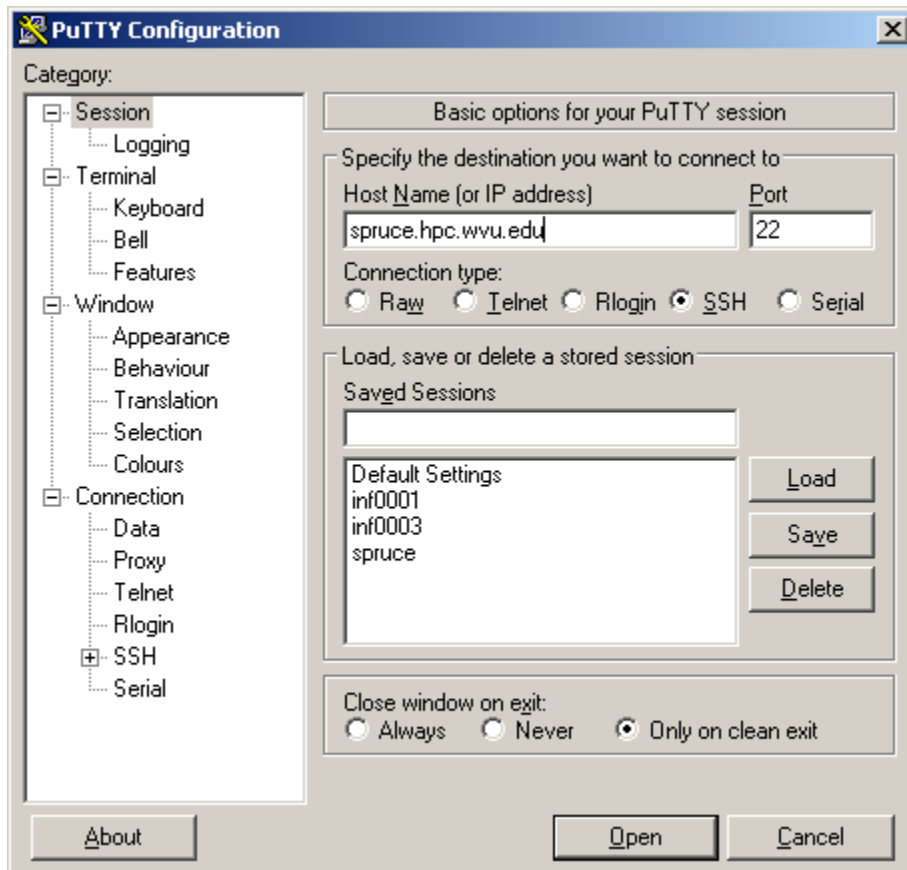 PuTTY Configuration
Category:
Session
Logging
Terminal
Keyboard
Bell
Features
Window
Appearance
Behaviour
Translation
Selection
Colours
Connection
Data
Proxy
Telnet
Rlogin
SSH
Serial
Basic options for your PuTTY session
Specify the destination you want to connect to
Host Name (or IP address) Port
spruce.hpc.wvu.edu 22
Connection type:
Raw Telnet Rlogin SSH Serial
Load, save or delete a stored session
Saved Sessions
Default Settings
inf0001
inf0003
spruce
Load
Save
Delete
Close window on exit:
Always Never Only on clean exit
About Open Cancel